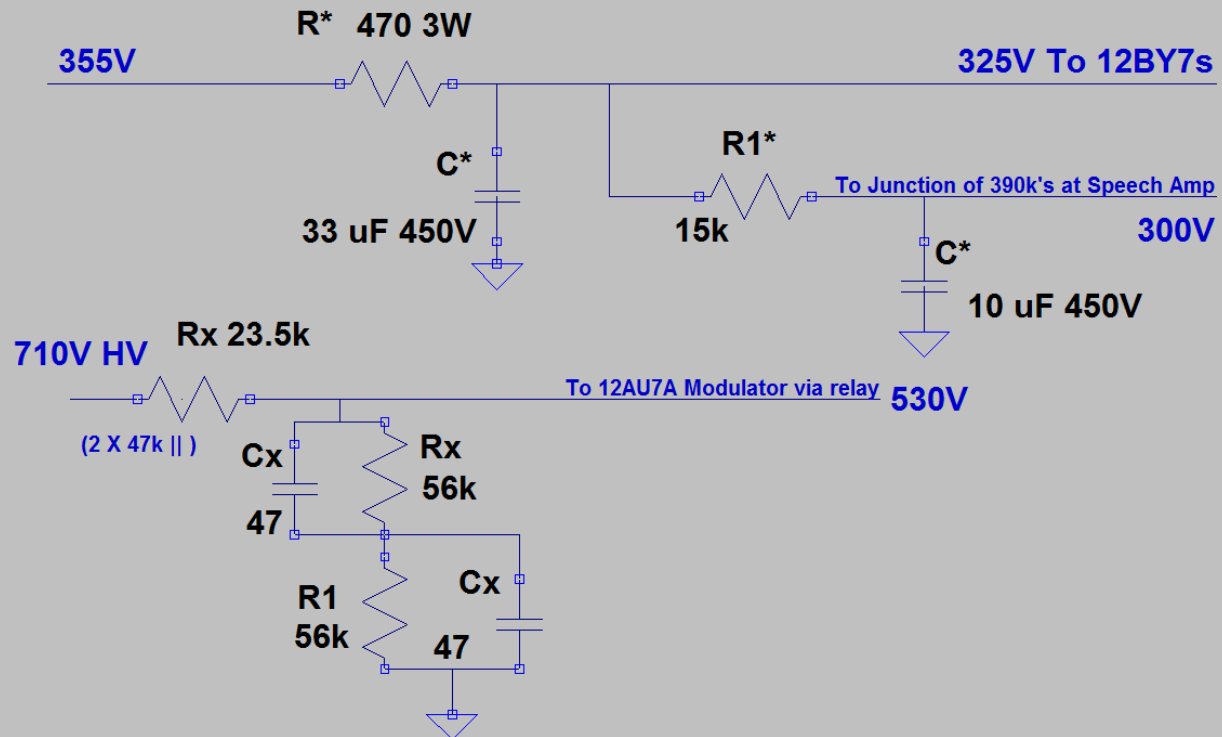 R* 470 3W
355V
325V To 12BY7s
R1*
C*
To Junction of 390k's at Speech Amp
33 uF 450V
15k
300V
C*
10 uF 450V
Rx 23.5k
710V HV
To 12AU7A Modulator via relay
530V
(2 X 47k || )
Cx
Rx
56k
47
Cx
R1
56k
47